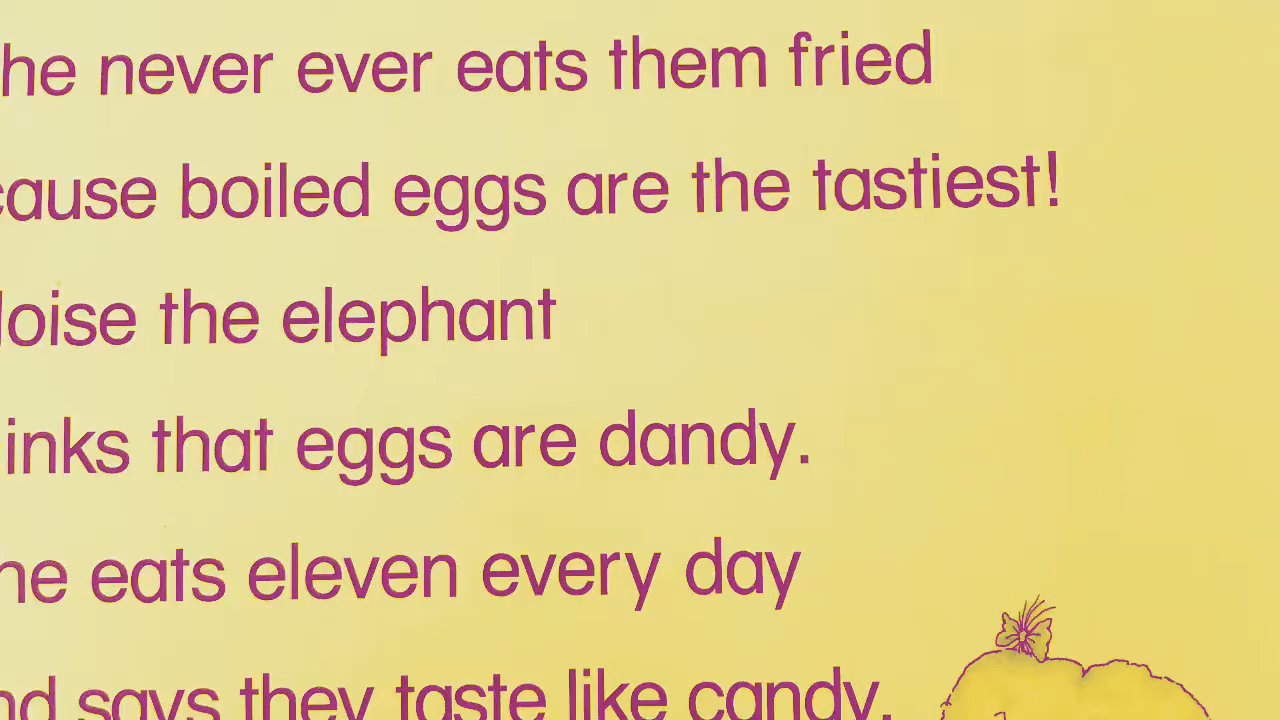 he never ever eats them fried
cause boiled eggs are the tastiest!
loise the elephant
inks that eggs are dandy.
he eats eleven every day
nd says they taste like candy.